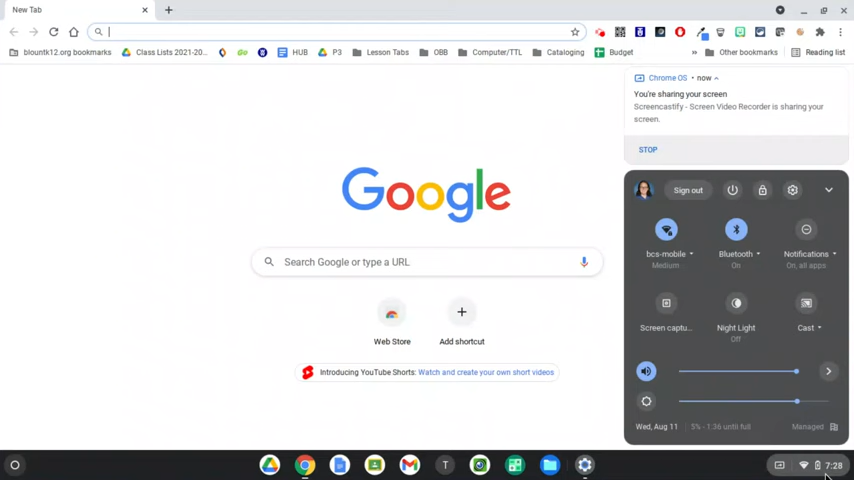 New Tab
blountk12.org bookmarks
Class Lists 2021-20...
HUB
P3
Lesson Tabs
OBB
Computer/TTL
Cataloging
Budget
»
Other bookmarks
Reading list
Chrome OS • now
You're sharing your screen
Screencastify - Screen Video Recorder is sharing your
screen.
STOP
Sign out
bcs-mobile
Medium
Bluetooth
On
Notifications
On, all apps
Screen captu...
Night Light
Off
Cast
Wed, Aug 11
5% - 1:36 until full
Managed
Google
Search Google or type a URL
Web Store
Add shortcut
Introducing YouTube Shorts: Watch and create your own short videos
T
7:28